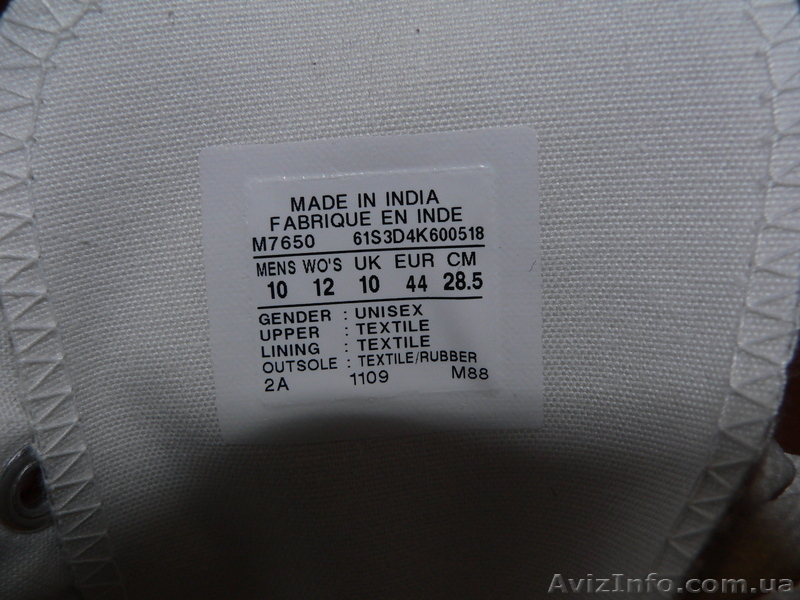 MADE IN INDIA
FABRIQUE EN INDE
M7650 61S3D4K600518
MENS WO'S UK EUR CM
10 12 10 44 28.5
GENDER : UNISEX
UPPER : TEXTILE
LINING : TEXTILE
OUTSOLE : TEXTILE/RUBBER
2A 1109 M88
AvizInfo.com.ua